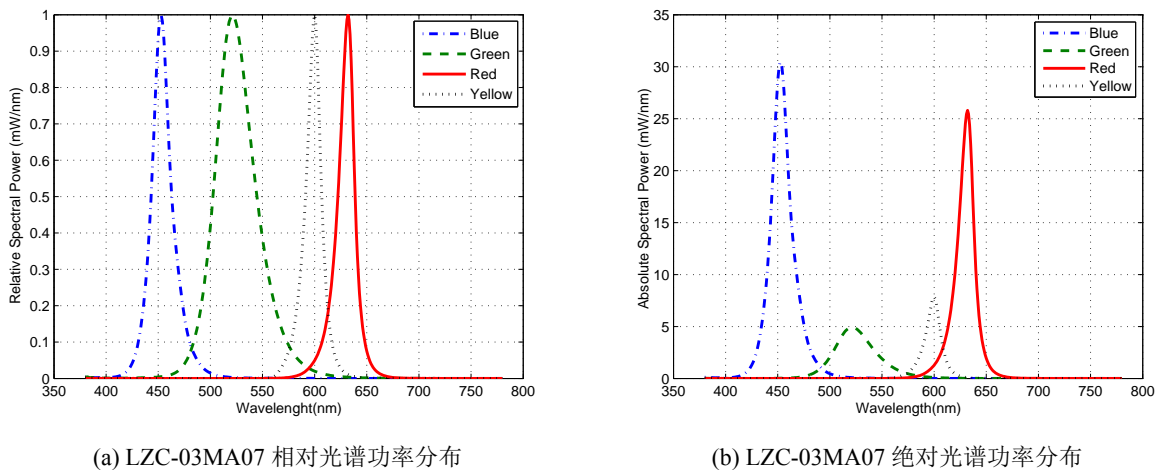 Relative Spectral Power (mW/nm)
1
0.9
0.8
0.7
0.6
0.5
0.4
0.3
0.2
0.1
0
350
400
450
500
550
600
650
700
750
800
Wavelenght(nm)
Blue
Green
Red
Yellow
(a) LZC-03MA07 相对光谱功率分布
Absolute Spectral Power (mW/nm)
35
30
25
20
15
10
5
0
350
400
450
500
550
600
650
700
750
800
Wavelength(nm)
Blue
Green
Red
Yellow
(b) LZC-03MA07 绝对光谱功率分布